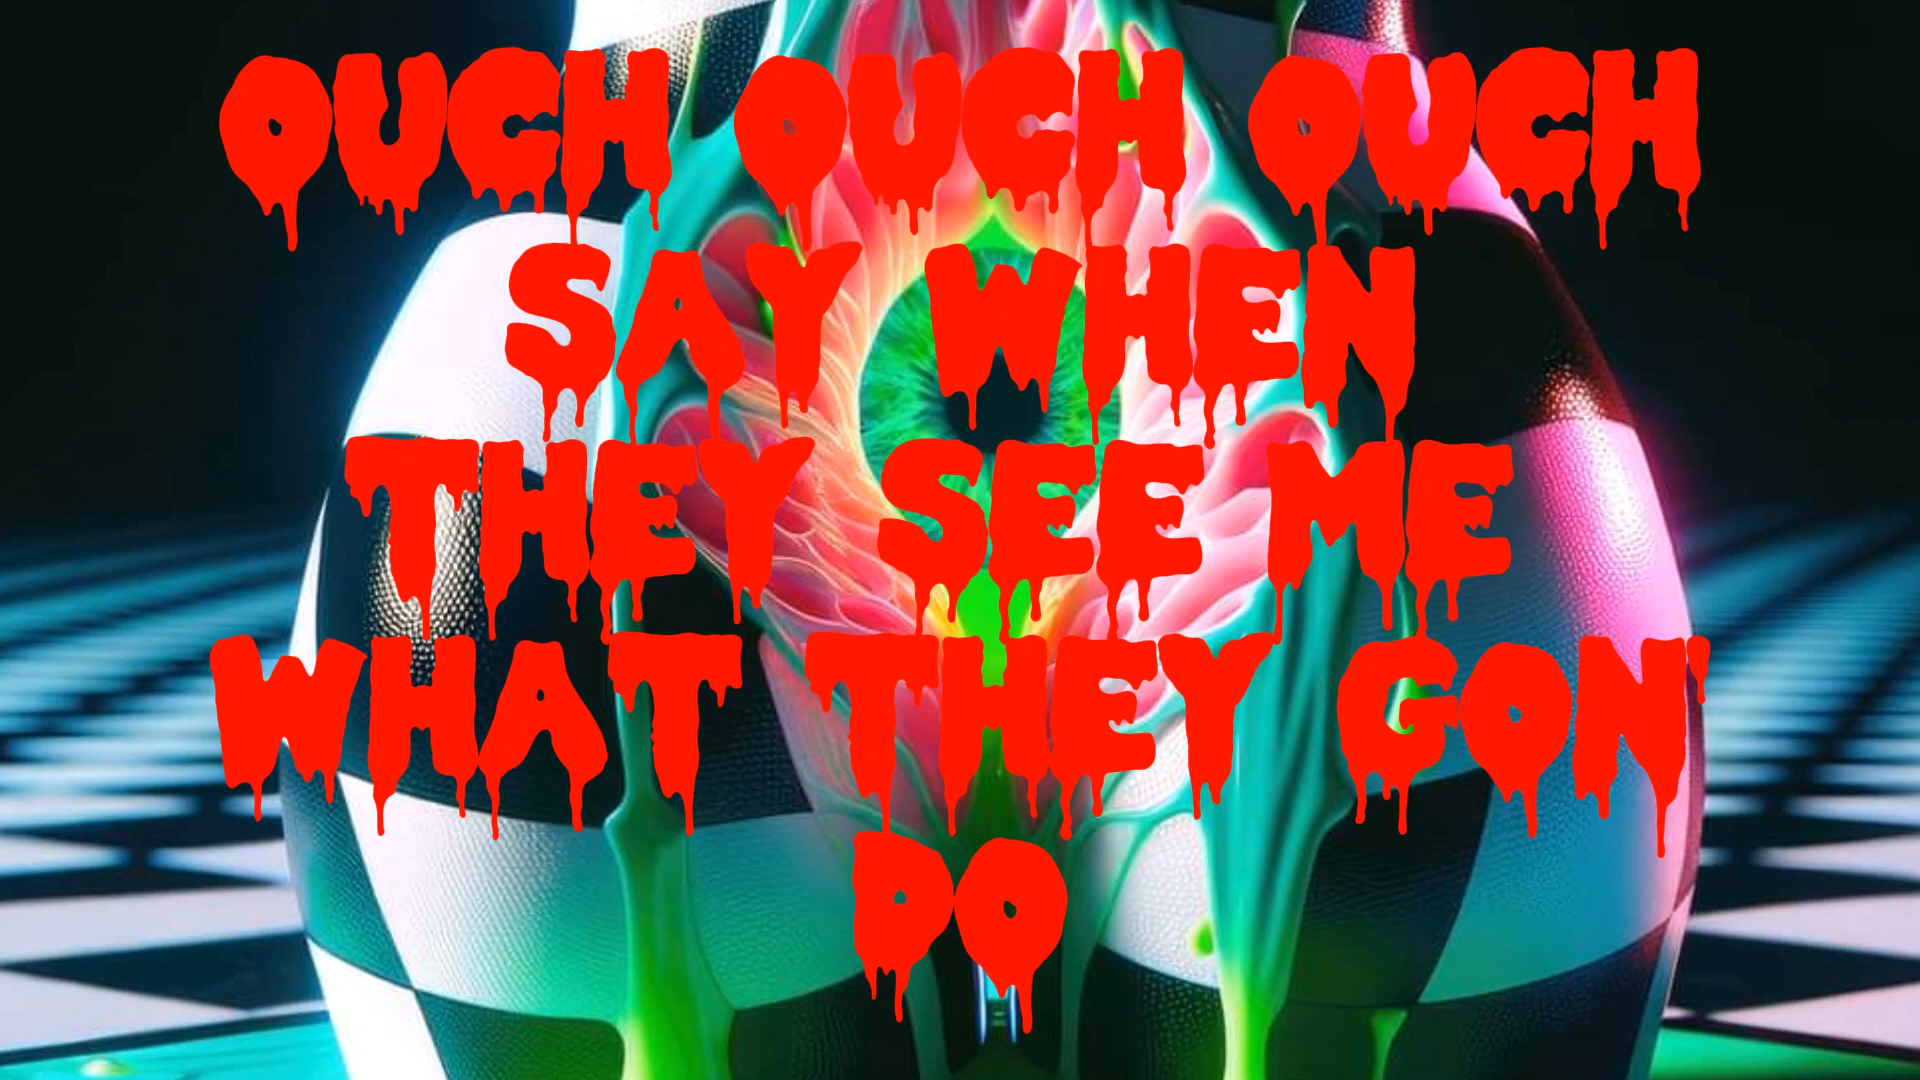 OUCH OUCH OUCH
SAY WHEN
THEY SEE ME
WHAT THEY GON'
DO